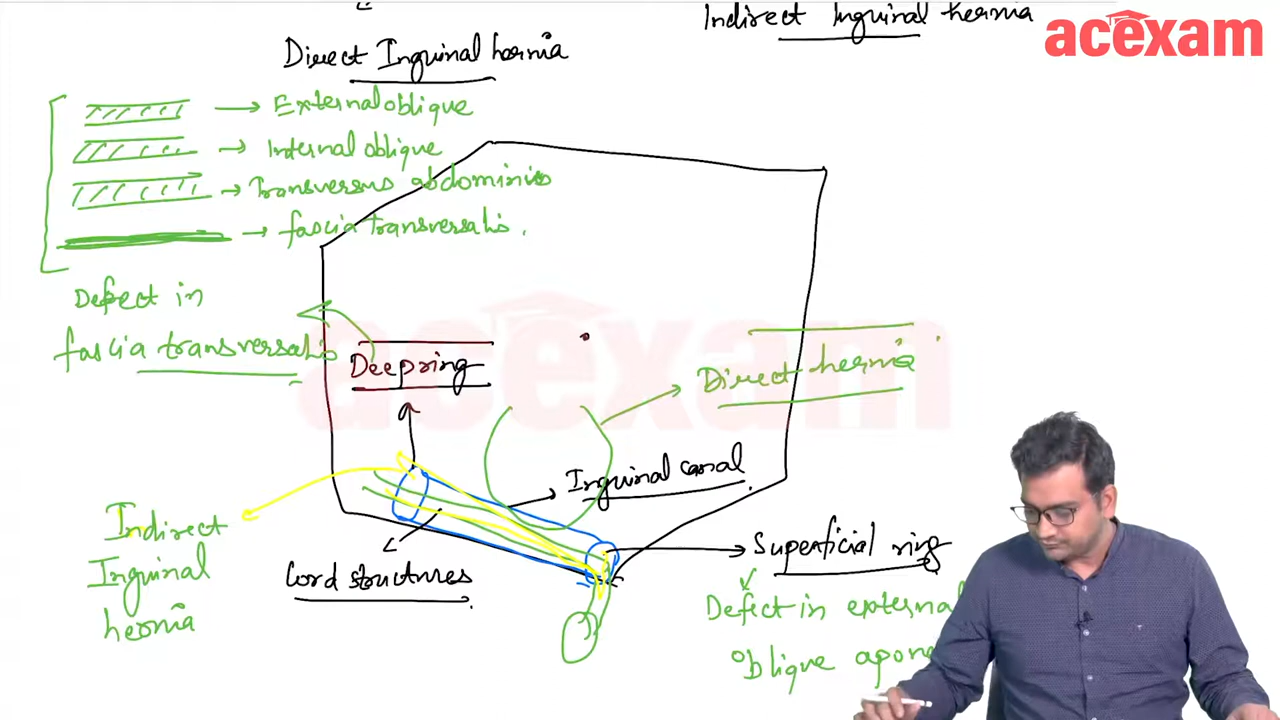 Indirect Inguinal hernia
acexam
Direct Inguinal hernia
External oblique
Internal oblique
Transversus abdominis
fascia transversalis.
Defect in
fascia transversalis
Deep ring
Direct hernia
Inguinal canal
Indirect
Inguinal
hernia
Cord structures
Superficial ring
Defect in external
oblique
acexam